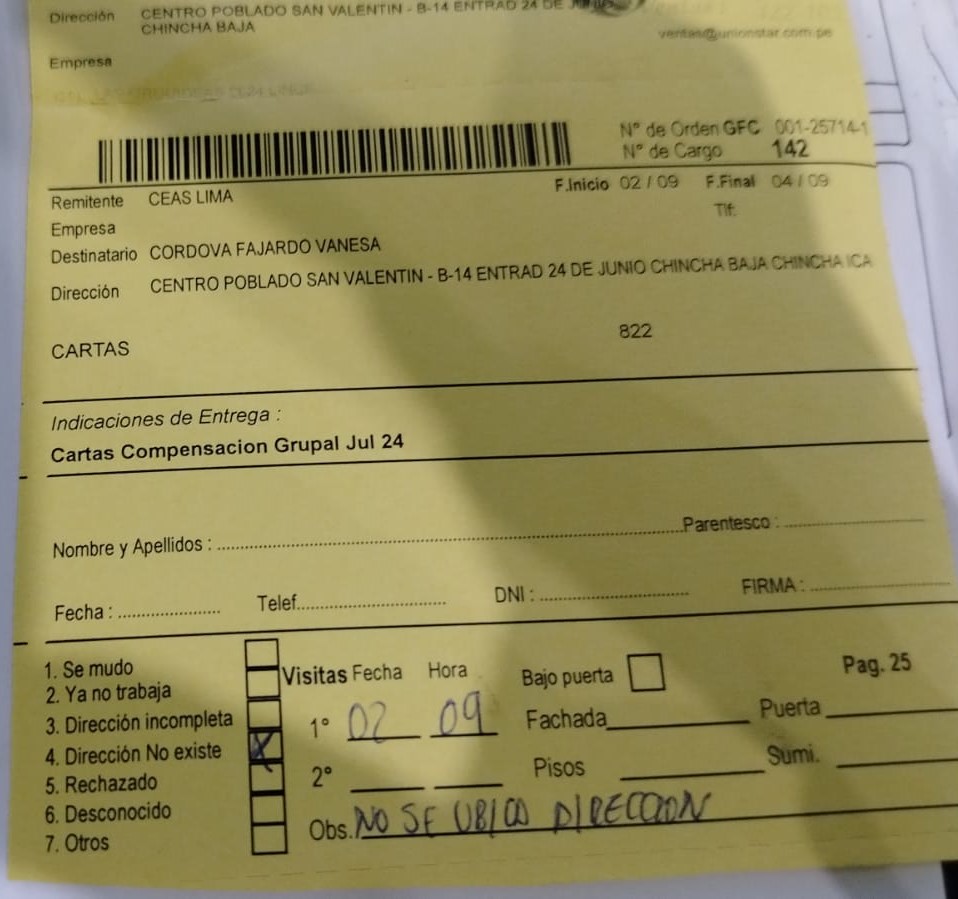 Dirección CENTRO POBLADO SAN VALENTIN - B-14 ENTRAD 24 DE JUNIO
CHINCHA BAJA
ventas@unionstar.com.pe
Empresa
N° de Orden GFC 001-25714-1
N° de Cargo 142
Remitente CEAS LIMA F.Inicio 02 / 09 F.Final 04 / 09
Empresa Tlf:
Destinatario CORDOVA FAJARDO VANESA
Dirección CENTRO POBLADO SAN VALENTIN - B-14 ENTRAD 24 DE JUNIO CHINCHA BAJA CHINCHA ICA
CARTAS 822
Indicaciones de Entrega :
Cartas Compensacion Grupal Jul 24
Nombre y Apellidos : Parentesco :
Fecha : Telef. DNI : FIRMA :
1. Se mudo
2. Ya no trabaja
3. Dirección incompleta
4. Dirección No existe X
5. Rechazado
6. Desconocido
7. Otros
Visitas Fecha Hora Bajo puerta Pag. 25
1° 02 09 Fachada Puerta
2° Pisos Sumi.
Obs. NO SE UBICO DIRECCION